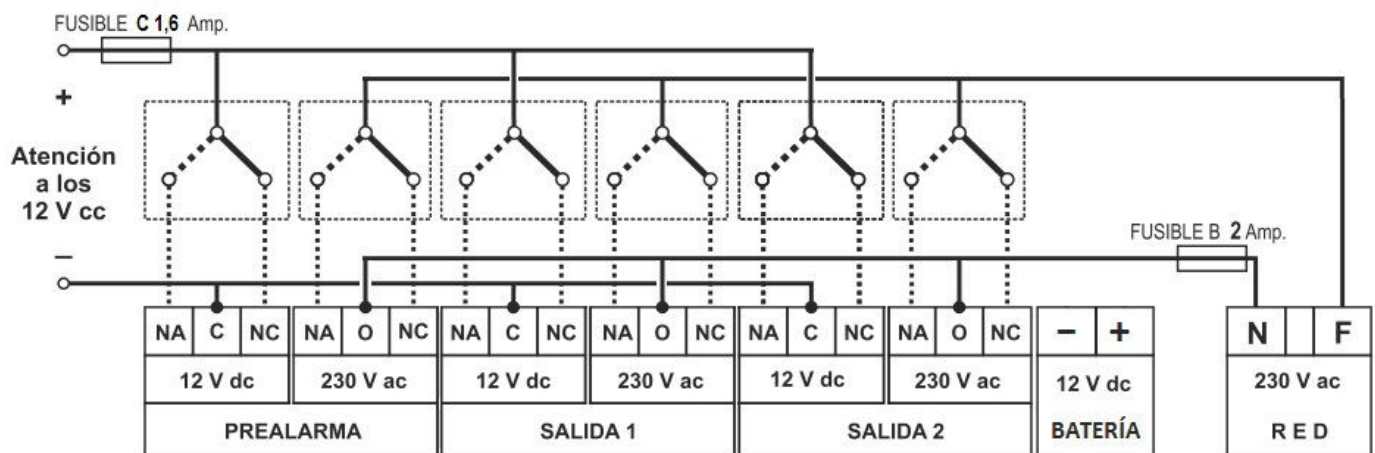 FUSIBLE C 1,6 Amp.
+
Atención
a los
12 V cc
−
FUSIBLE B 2 Amp.
NA C NC NA O NC NA C NC NA O NC NA C NC NA O NC − + N F
12 V dc 230 V ac 12 V dc 230 V ac 12 V dc 230 V ac 12 V dc 230 V ac
PREALARMA SALIDA 1 SALIDA 2 BATERÍA RED